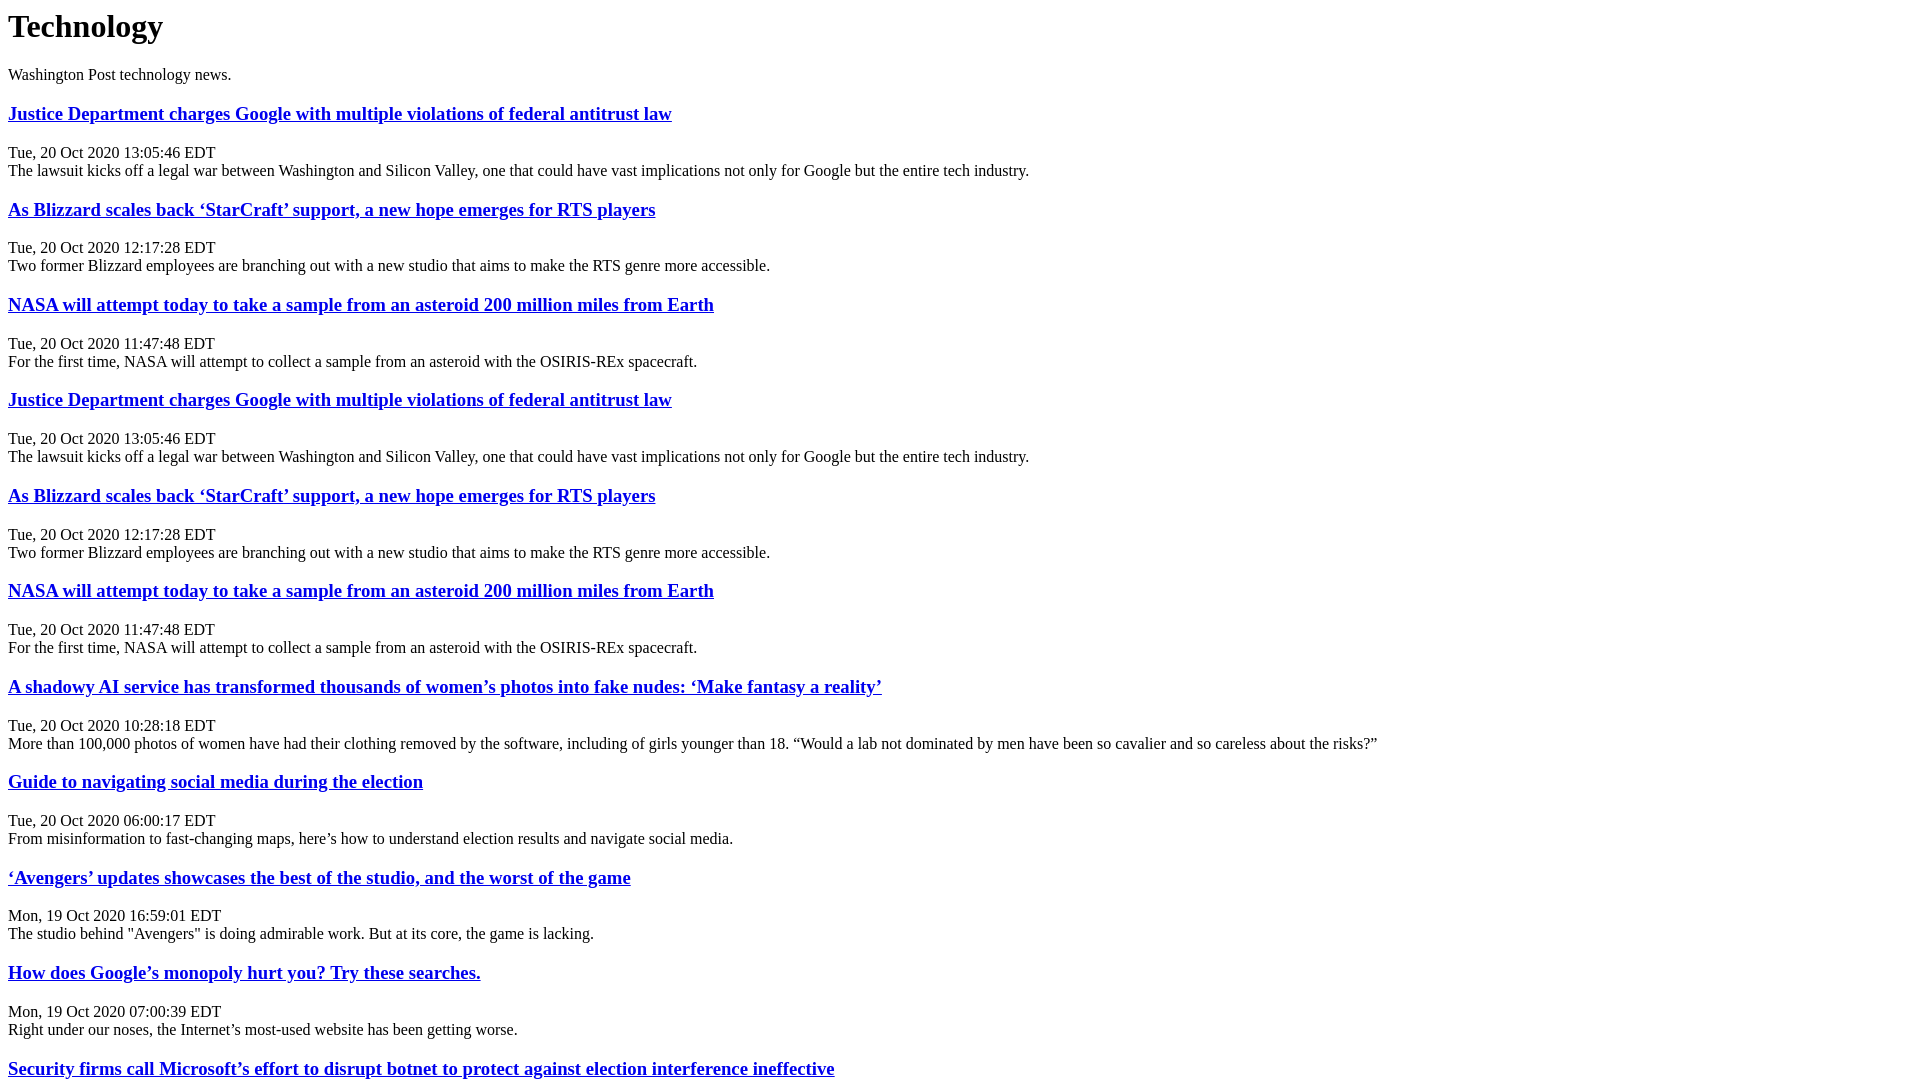 Technology
Washington Post technology news.
Justice Department charges Google with multiple violations of federal antitrust law
Tue, 20 Oct 2020 13:05:46 EDT
The lawsuit kicks off a legal war between Washington and Silicon Valley, one that could have vast implications not only for Google but the entire tech industry.
As Blizzard scales back ‘StarCraft’ support, a new hope emerges for RTS players
Tue, 20 Oct 2020 12:17:28 EDT
Two former Blizzard employees are branching out with a new studio that aims to make the RTS genre more accessible.
NASA will attempt today to take a sample from an asteroid 200 million miles from Earth
Tue, 20 Oct 2020 11:47:48 EDT
For the first time, NASA will attempt to collect a sample from an asteroid with the OSIRIS-REx spacecraft.
Justice Department charges Google with multiple violations of federal antitrust law
Tue, 20 Oct 2020 13:05:46 EDT
The lawsuit kicks off a legal war between Washington and Silicon Valley, one that could have vast implications not only for Google but the entire tech industry.
As Blizzard scales back ‘StarCraft’ support, a new hope emerges for RTS players
Tue, 20 Oct 2020 12:17:28 EDT
Two former Blizzard employees are branching out with a new studio that aims to make the RTS genre more accessible.
NASA will attempt today to take a sample from an asteroid 200 million miles from Earth
Tue, 20 Oct 2020 11:47:48 EDT
For the first time, NASA will attempt to collect a sample from an asteroid with the OSIRIS-REx spacecraft.
A shadowy AI service has transformed thousands of women’s photos into fake nudes: ‘Make fantasy a reality’
Tue, 20 Oct 2020 10:28:18 EDT
More than 100,000 photos of women have had their clothing removed by the software, including of girls younger than 18. “Would a lab not dominated by men have been so cavalier and so careless about the risks?”
Guide to navigating social media during the election
Tue, 20 Oct 2020 06:00:17 EDT
From misinformation to fast-changing maps, here’s how to understand election results and navigate social media.
‘Avengers’ updates showcases the best of the studio, and the worst of the game
Mon, 19 Oct 2020 16:59:01 EDT
The studio behind "Avengers" is doing admirable work. But at its core, the game is lacking.
How does Google’s monopoly hurt you? Try these searches.
Mon, 19 Oct 2020 07:00:39 EDT
Right under our noses, the Internet’s most-used website has been getting worse.
Security firms call Microsoft’s effort to disrupt botnet to protect against election interference ineffective